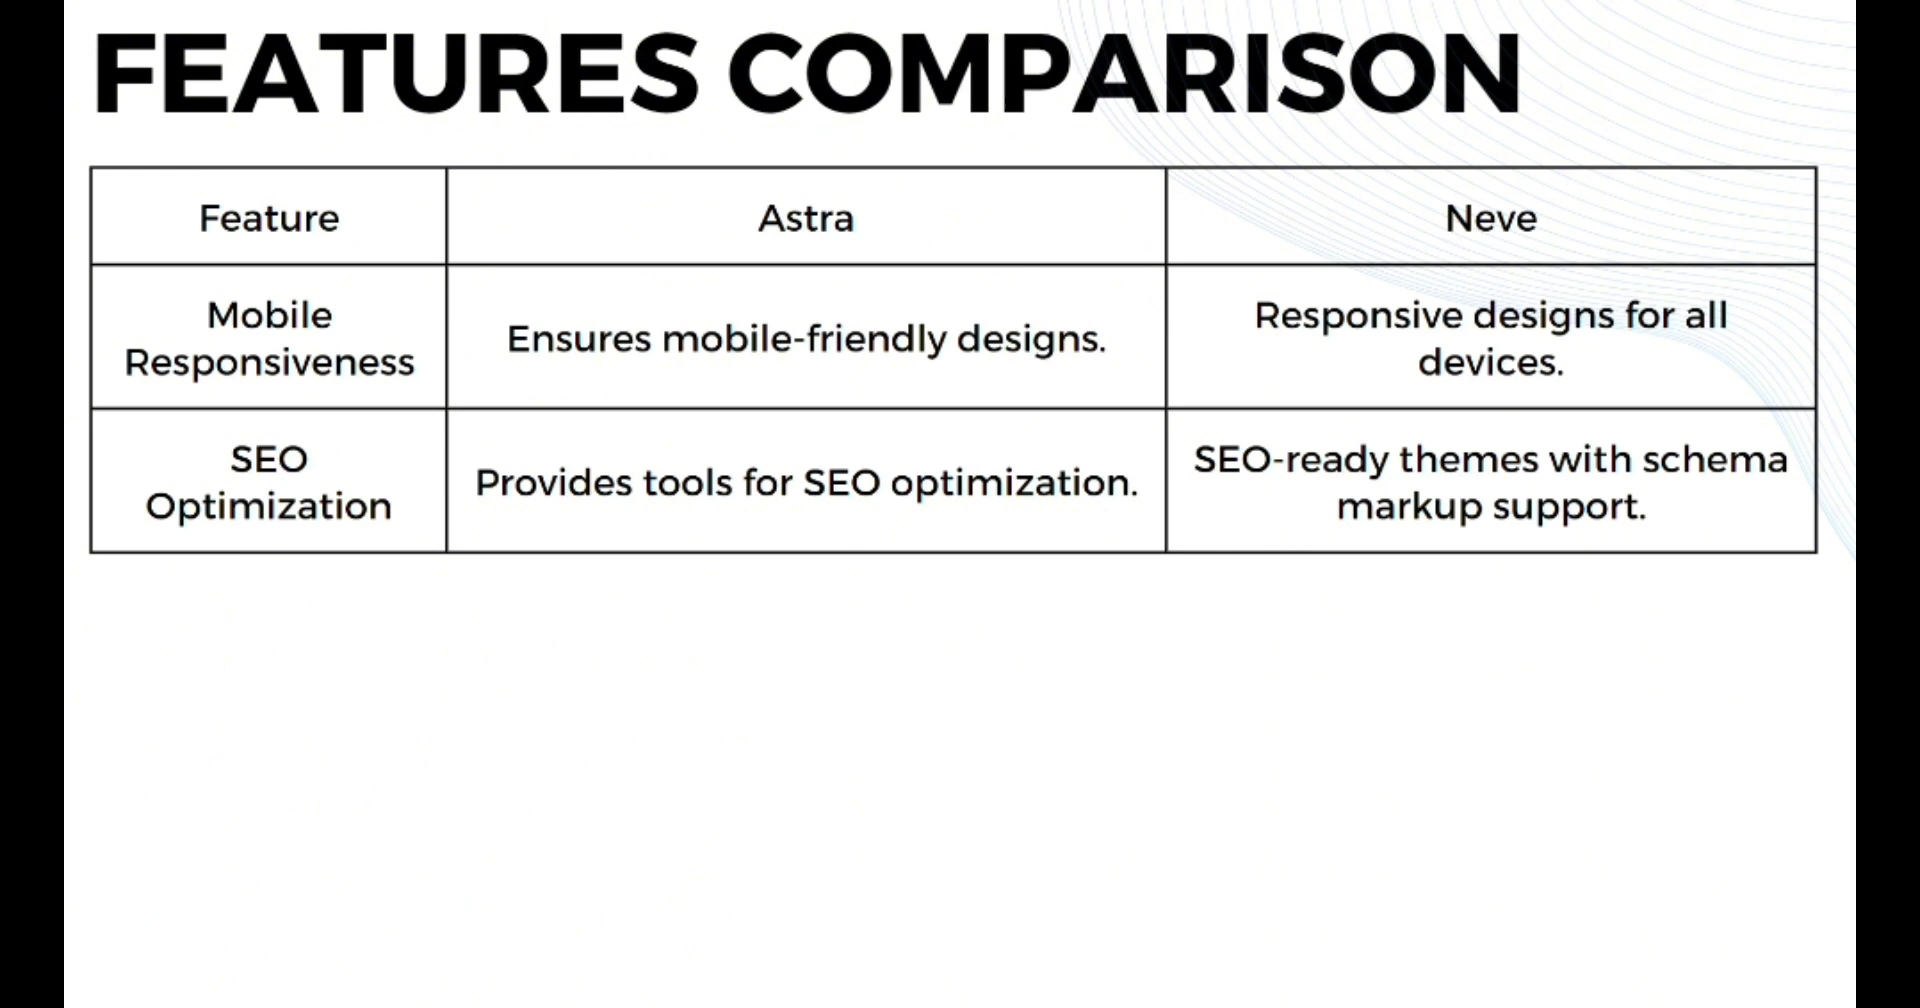 FEATURES COMPARISON
Feature
Astra
Neve
Mobile
Responsiveness
Ensures mobile-friendly designs.
Responsive designs for all
devices.
SEO
Optimization
Provides tools for SEO optimization.
SEO-ready themes with schema
markup support.